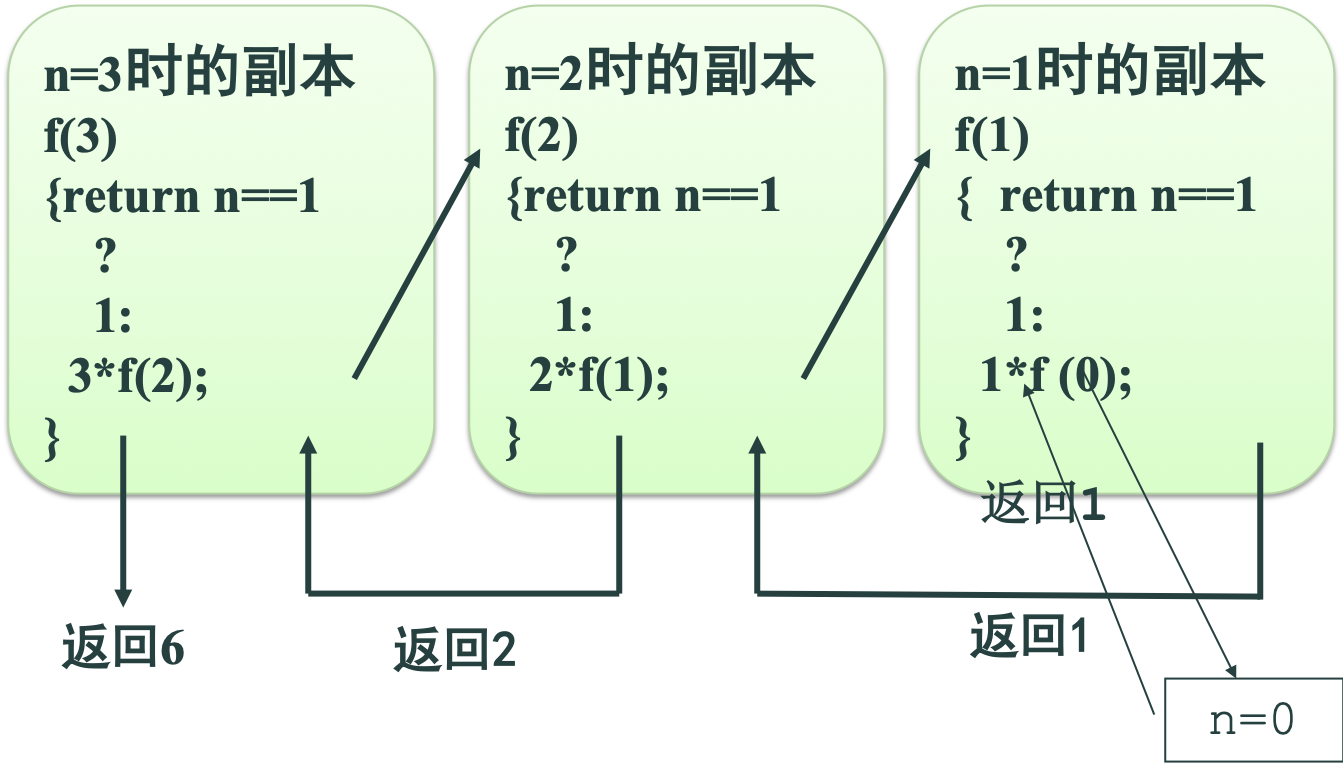 n=3时的副本
f(3)
{return n==1
?
1:
3*f(2);
}
n=2时的副本
f(2)
{return n==1
?
1:
2*f(1);
}
n=1时的副本
f(1)
{ return n==1
?
1:
1*f (0);
}
返回1
返回6
返回2
返回1
n=0